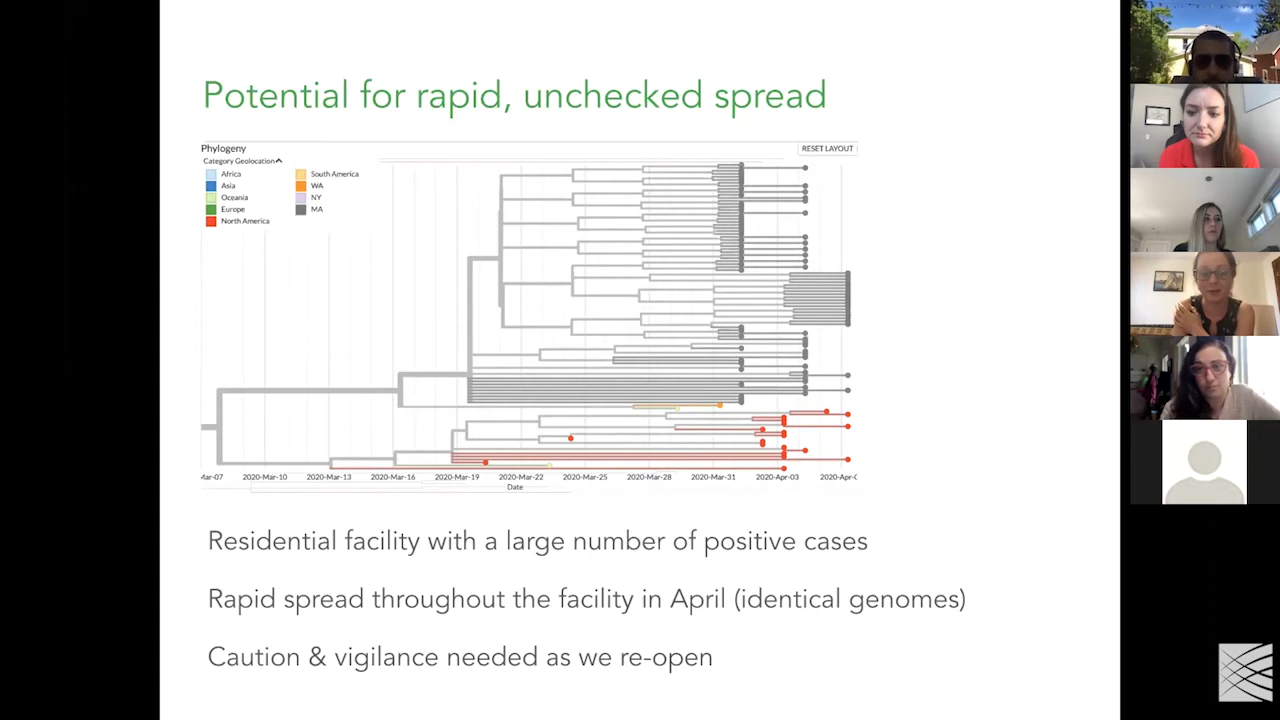 Potential for rapid, unchecked spread
Phylogeny
RESET LAYOUT
Category Geolocation
Africa
Asia
Oceania
Europe
North America
South America
WA
NY
MA
Mar-07 2020-Mar-10 2020-Mar-13 2020-Mar-16 2020-Mar-19 2020-Mar-22 2020-Mar-25 2020-Mar-28 2020-Mar-31 2020-Apr-03 2020-Apr-0
Date
Residential facility with a large number of positive cases
Rapid spread throughout the facility in April (identical genomes)
Caution & vigilance needed as we re-open